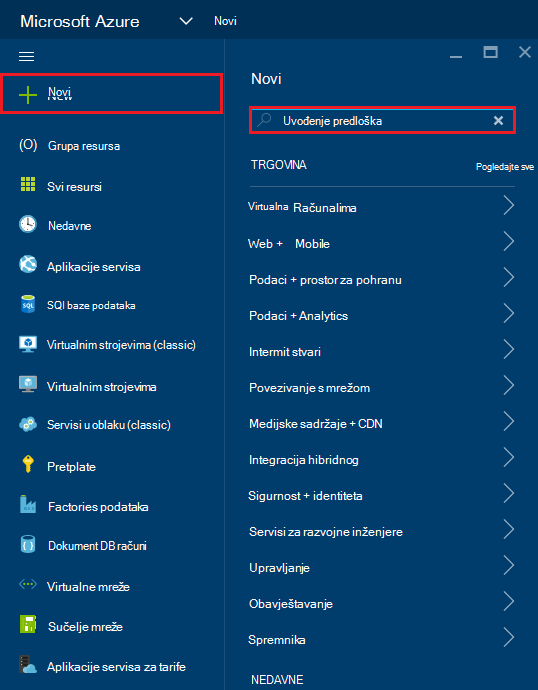 Microsoft Azure Novi
Novi
New
(O) Grupa resursa
Svi resursi
Nedavne
Aplikacije servisa
SQL SQl baze podataka
Virtualnim strojevima (classic)
Virtualnim strojevima
Servisi u oblaku (classic)
Pretplate
Factories podataka
Dokument DB računi
Virtualne mreže
Sučelje mreže
Aplikacije servisa za tarife
Novi
Uvođenje predloška
TRGOVINA Pogledajte sve
Virtualna Računalima
Web + Mobile
Podaci + prostor za pohranu
Podaci + Analytics
Intermit stvari
Povezivanje s mrežom
Medijske sadržaje + CDN
Integracija hibridnog
Sigurnost + identiteta
Servisi za razvojne inženjere
Upravljanje
Obavještavanje
Spremnika
NEDAVNE